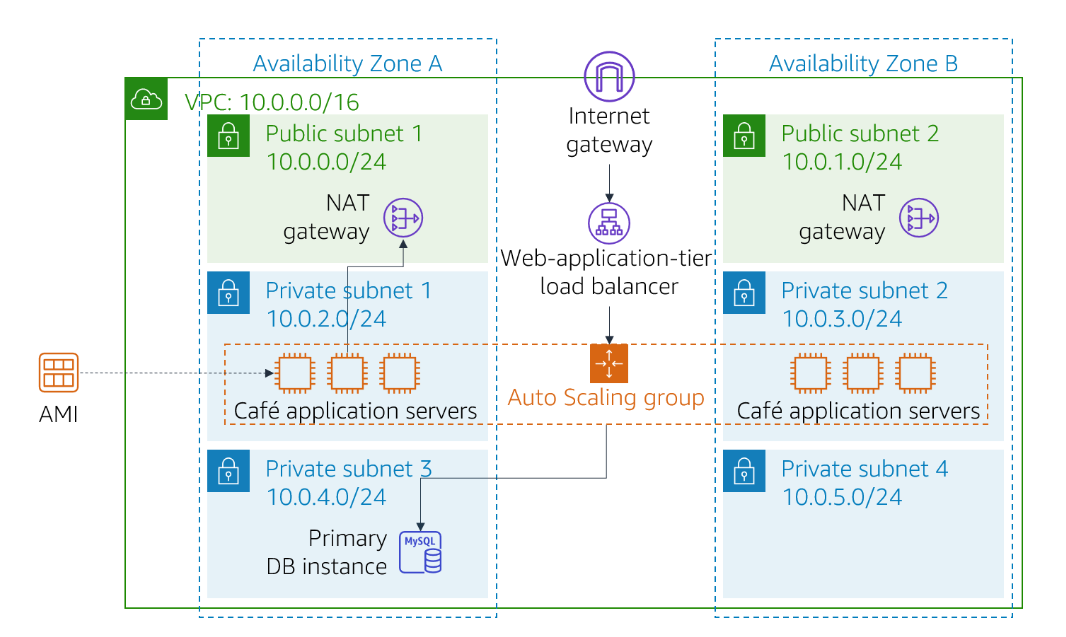 Availability Zone A
Availability Zone B
VPC: 10.0.0.0/16
Internet
gateway
Public subnet 1
10.0.0.0/24
Public subnet 2
10.0.1.0/24
NAT
gateway
NAT
gateway
Web-application-tier
load balancer
Private subnet 1
10.0.2.0/24
Private subnet 2
10.0.3.0/24
AMI
Café application servers
Auto Scaling group
Café application servers
Private subnet 3
10.0.4.0/24
Private subnet 4
10.0.5.0/24
Primary
DB instance
MySQL